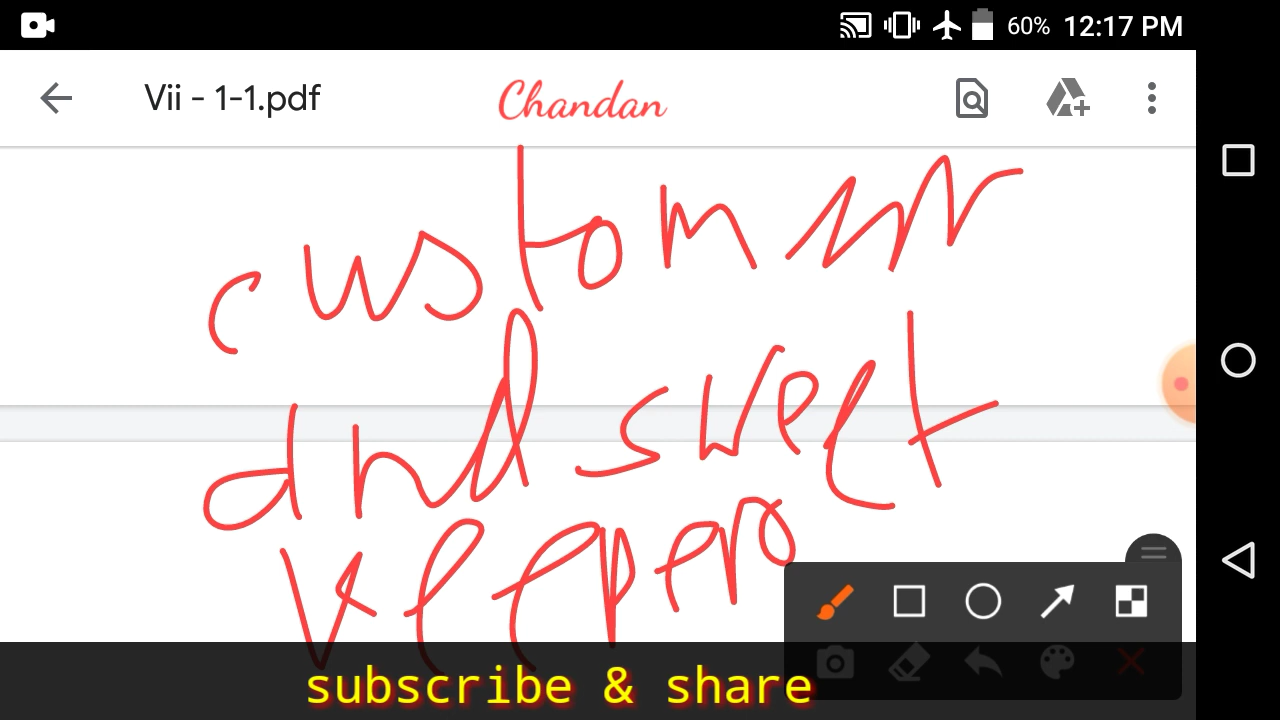 60% 12:17 PM
Vii - 1-1.pdf
Chandan
customer
and sweet
keeper
subscribe & share